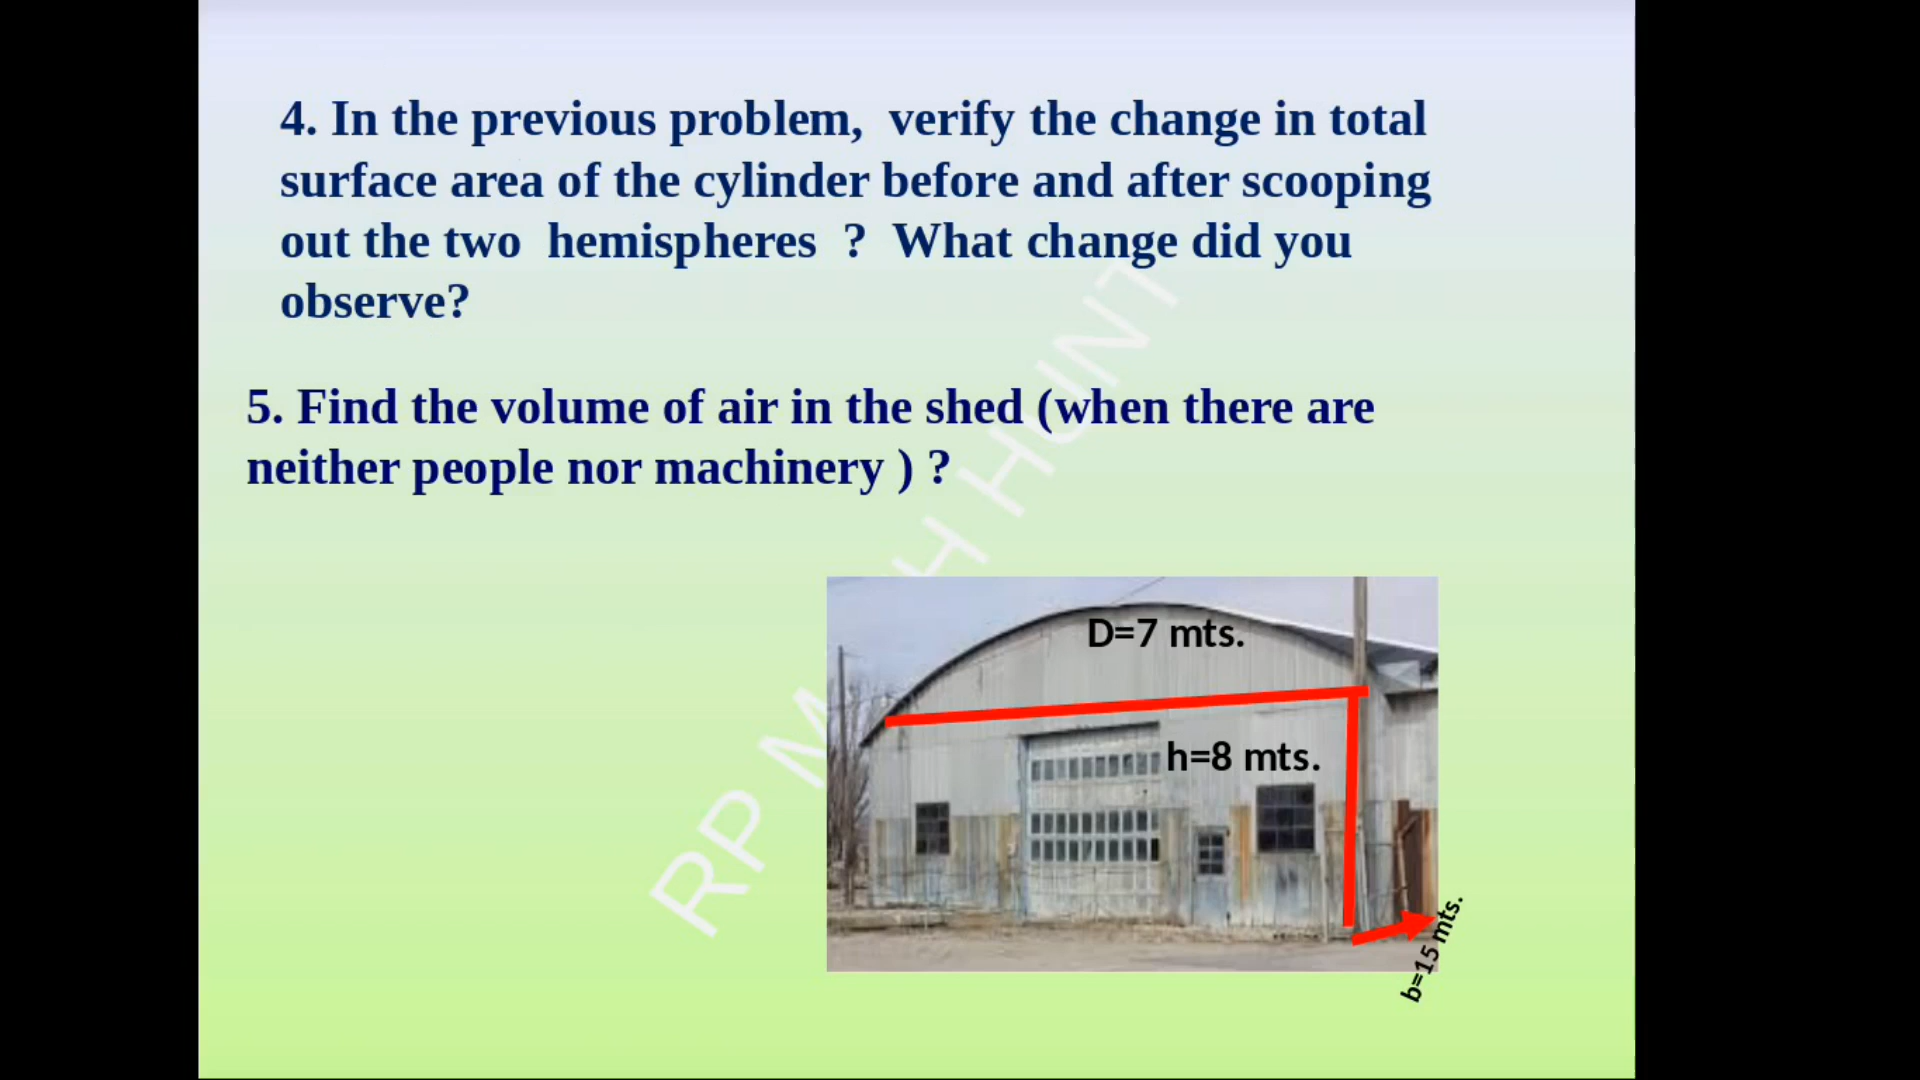 4. In the previous problem, verify the change in total
surface area of the cylinder before and after scooping
out the two hemispheres ? What change did you
observe?
5. Find the volume of air in the shed (when there are
neither people nor machinery ) ?
D=7 mts.
h=8 mts.
b=15 mts.